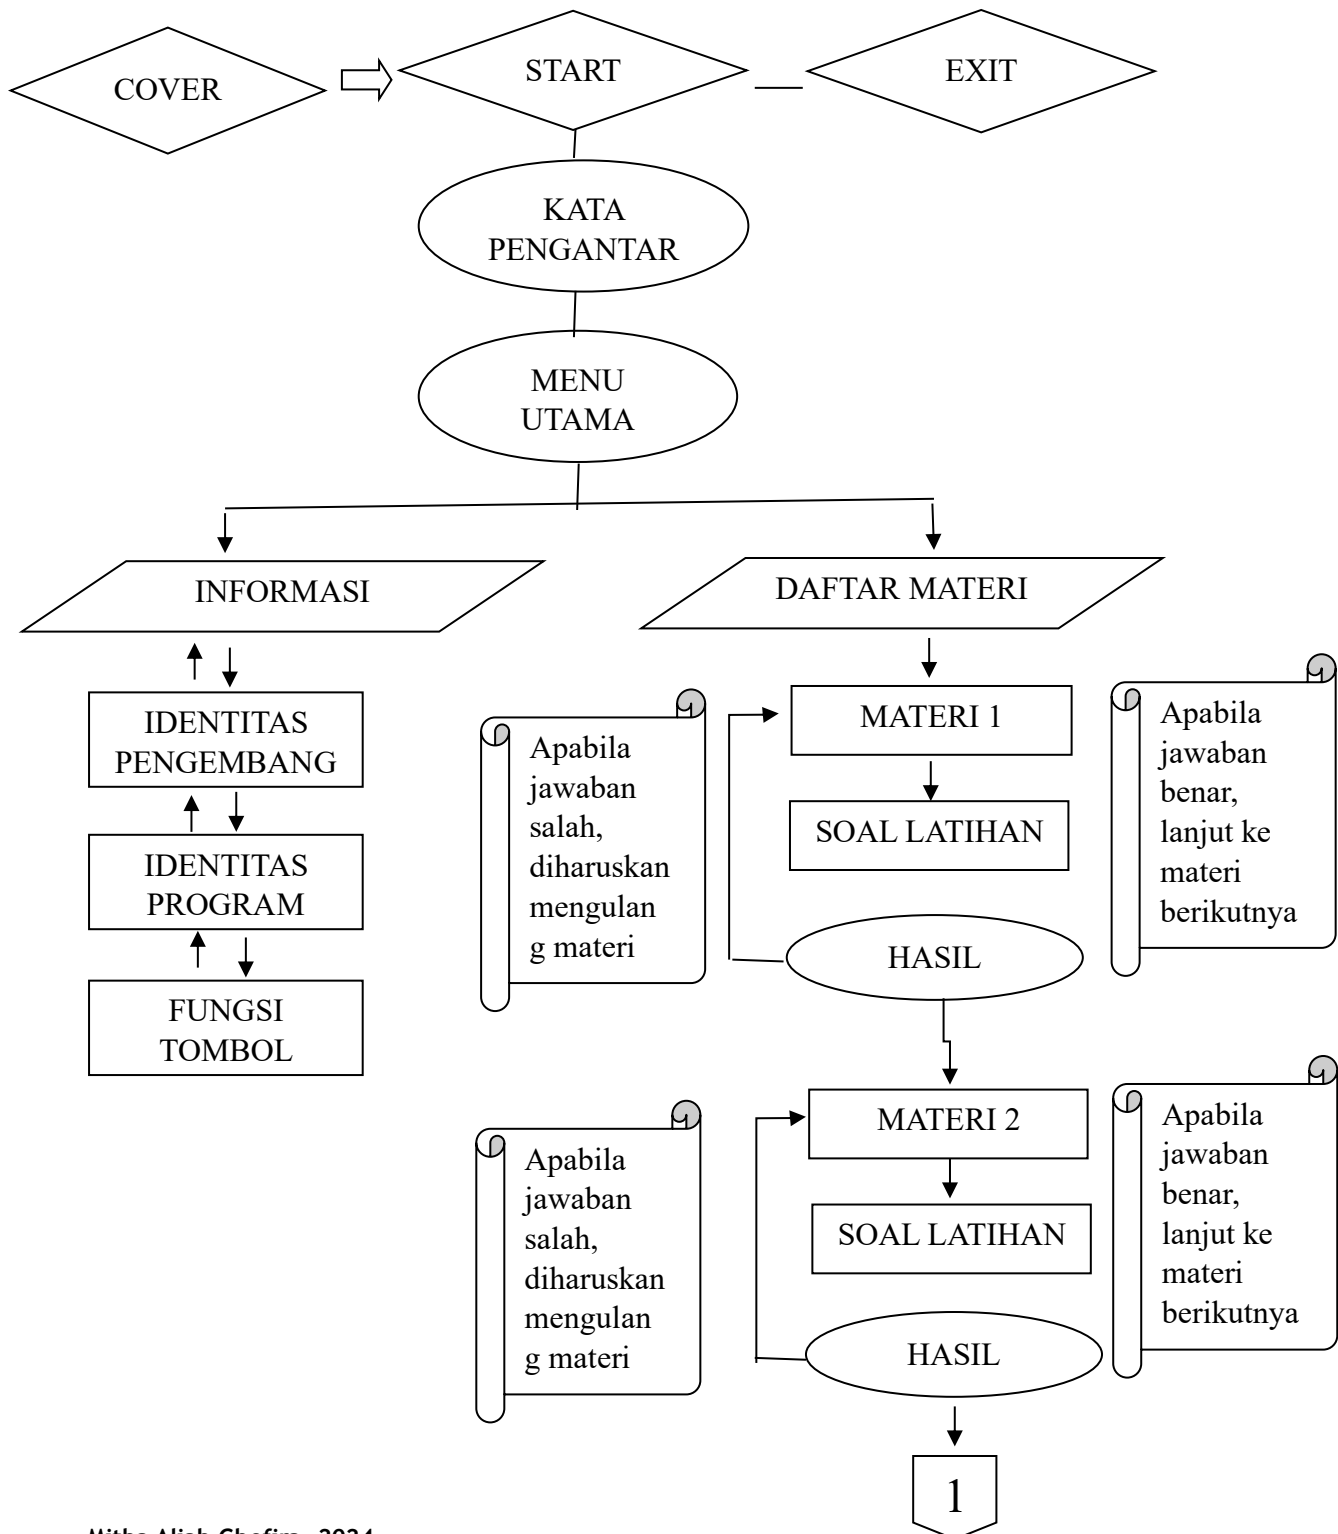 COVER
START
EXIT
KATA
PENGANTAR
MENU
UTAMA
INFORMASI
DAFTAR MATERI
IDENTITAS
PENGEMBANG
IDENTITAS
PROGRAM
FUNGSI
TOMBOL
Apabila
jawaban
salah,
diharuskan
mengulan
g materi
MATERI 1
SOAL LATIHAN
HASIL
Apabila
jawaban
benar,
lanjut ke
materi
berikutnya
Apabila
jawaban
salah,
diharuskan
mengulan
g materi
MATERI 2
SOAL LATIHAN
HASIL
Apabila
jawaban
benar,
lanjut ke
materi
berikutnya
1